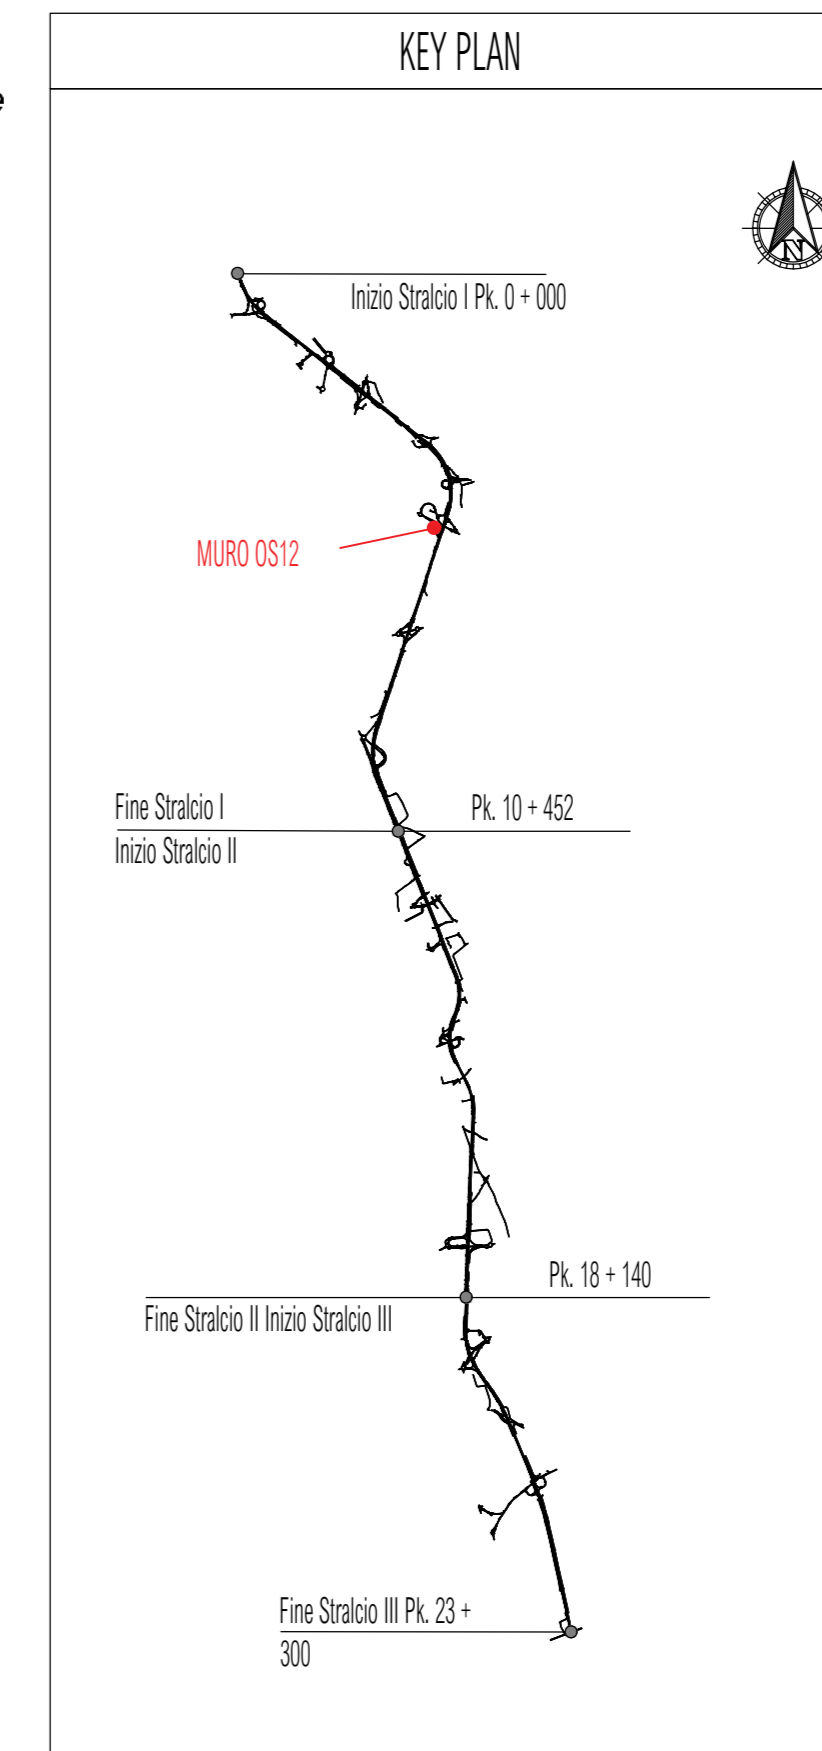 KEY PLAN
e
N
Inizio Stralcio I Pk. 0 + 000
MURO OS12
Fine Stralcio I
Pk. 10 + 452
Inizio Stralcio II
Pk. 18 + 140
Fine Stralcio II Inizio Stralcio III
Fine Stralcio III Pk. 23 +
300